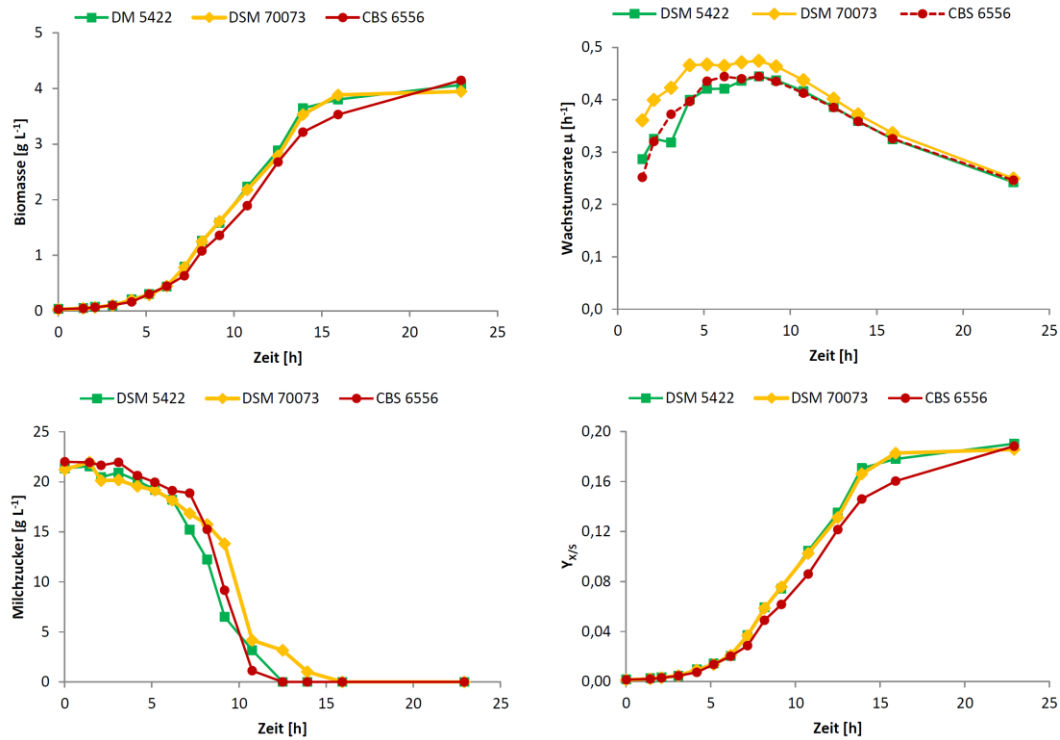 DM 5422 DSM 70073 CBS 6556
Biomasse [g L⁻¹]
5
4
3
2
1
0
0 5 10 15 20 25
Zeit [h]
DSM 5422 DSM 70073 CBS 6556
Wachstumsrate µ [h⁻¹]
0,5
0,4
0,3
0,2
0,1
0,0
0 5 10 15 20 25
Zeit [h]
DSM 5422 DSM 70073 CBS 6556
Milchzucker [g L⁻¹]
25
20
15
10
5
0
0 5 10 15 20 25
Zeit [h]
DSM 5422 DSM 70073 CBS 6556
Y_X/S
0,20
0,16
0,12
0,08
0,04
0,00
0 5 10 15 20 25
Zeit [h]